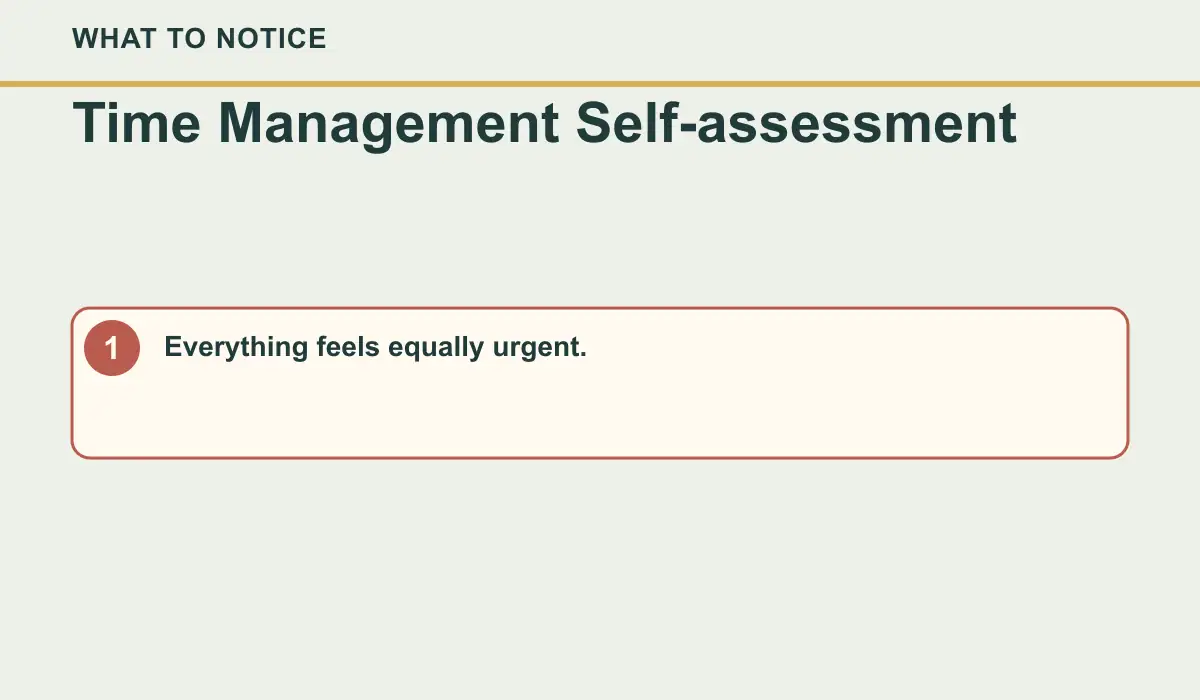 WHAT TO NOTICE
Time Management Self-assessment
1 Everything feels equally urgent.